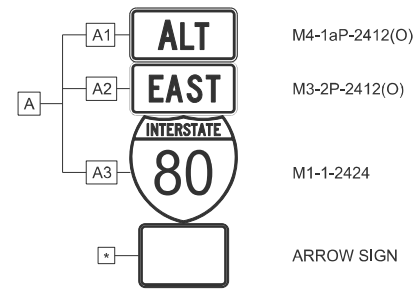 A1 ALT M4-1aP-2412(O)
A A2 EAST M3-2P-2412(O)
INTERSTATE
A3 80 M1-1-2424
* ARROW SIGN